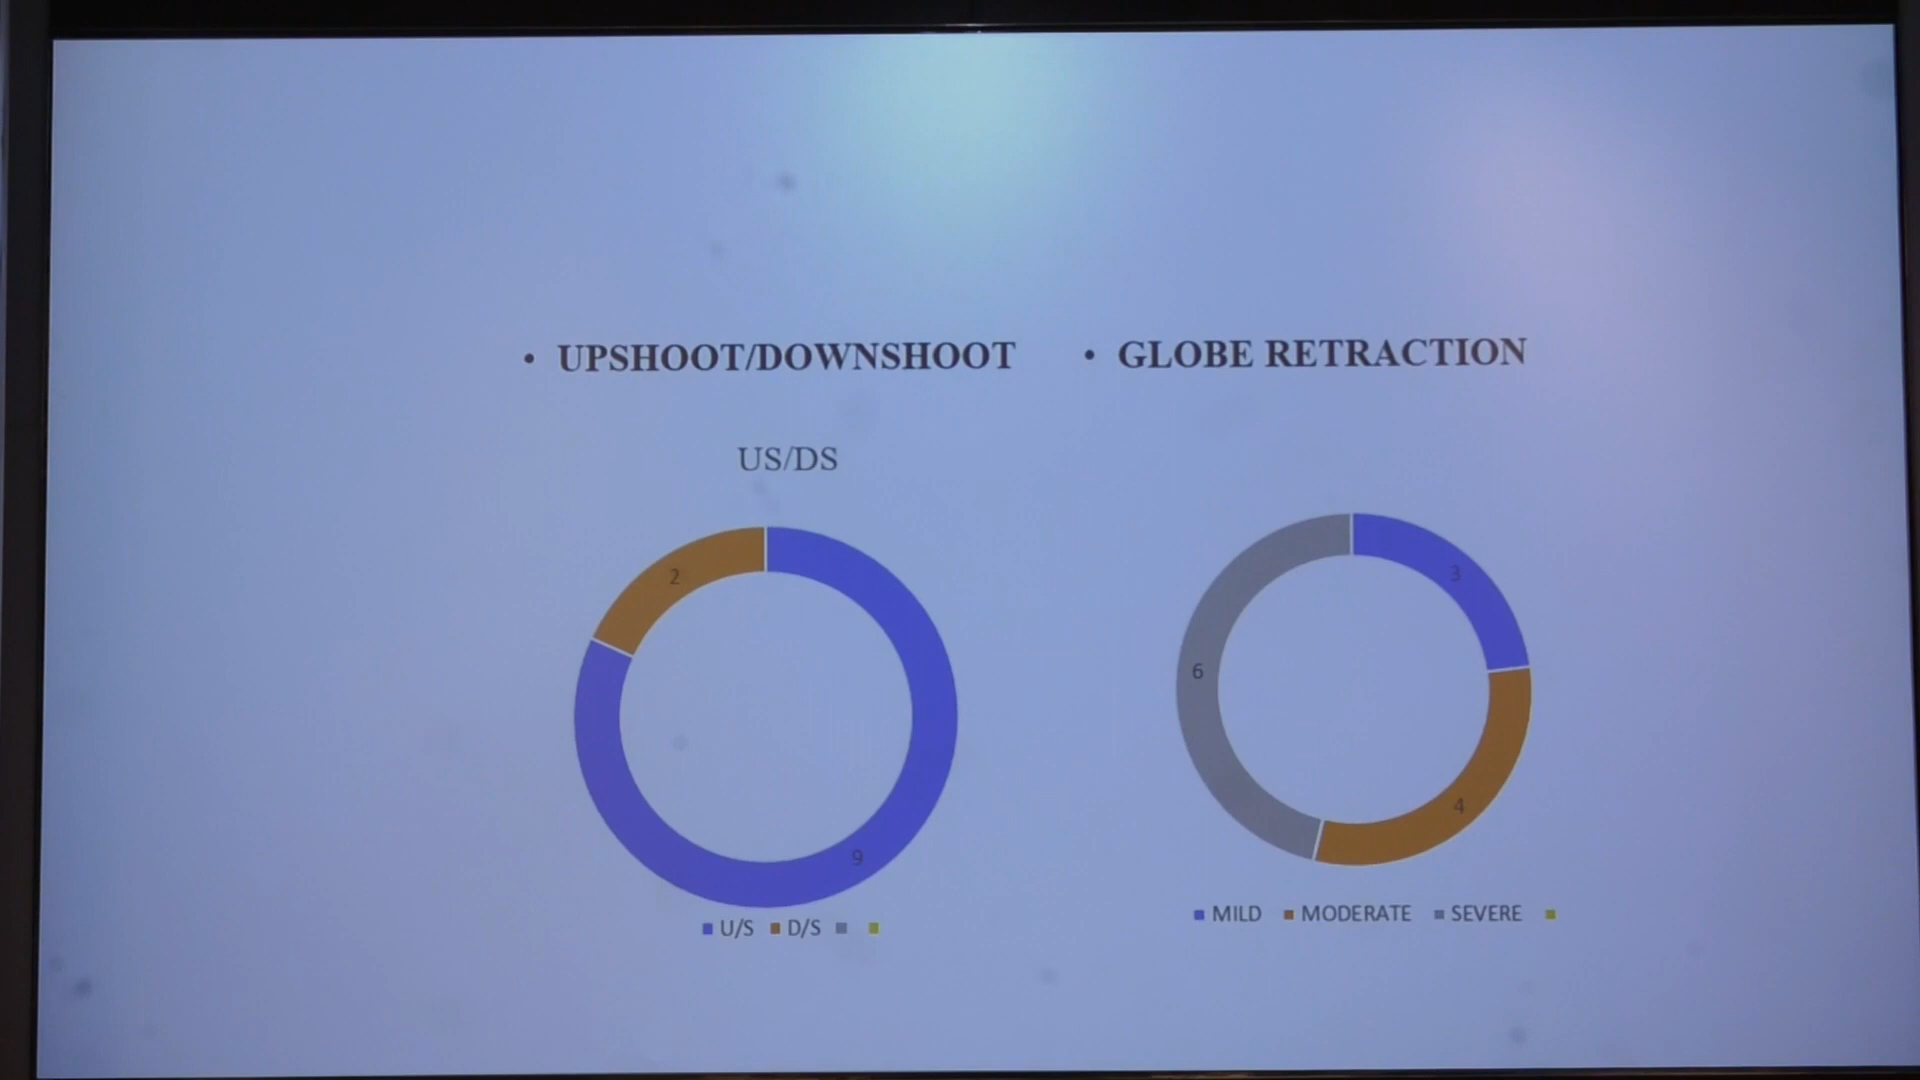 • UPSHOOT/DOWNSHOOT
US/DS
2
9
U/S D/S
• GLOBE RETRACTION
3
6
4
MILD MODERATE SEVERE